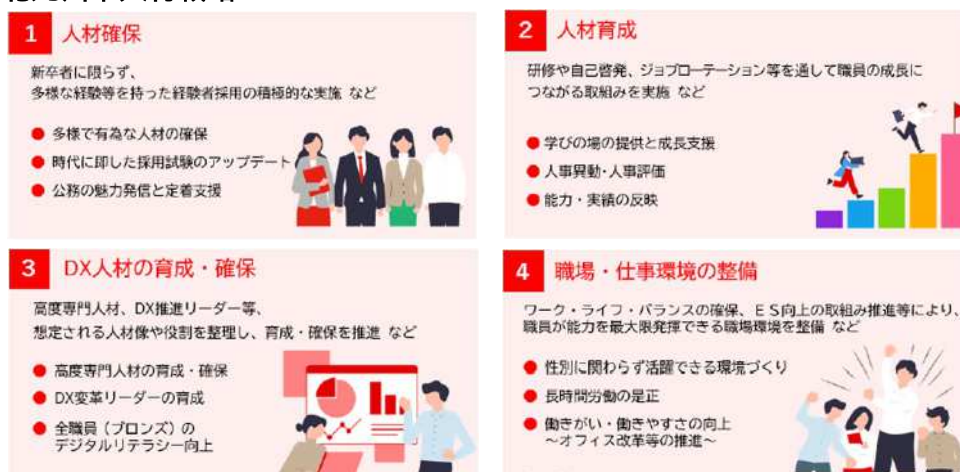 1 人材確保
新卒者に限らず、
多様な経験等を持った経験者採用の積極的な実施 など
● 多様で有為な人材の確保
● 時代に即した採用試験のアップデート
● 公務の魅力発信と定着支援
2 人材育成
研修や自己啓発、ジョブローテーション等を通して職員の成長に
つながる取組みを実施 など
● 学びの場の提供と成長支援
● 人事異動・人事評価
● 能力・実績の反映
3 DX人材の育成・確保
高度専門人材、DX推進リーダー等、
想定される人材像や役割を整理し、育成・確保を推進 など
● 高度専門人材の育成・確保
● DX変革リーダーの育成
● 全職員（ブロンズ）の
デジタルリテラシー向上
4 職場・仕事環境の整備
ワーク・ライフ・バランスの確保、ＥＳ向上の取組み推進等により、
職員が能力を最大限発揮できる職場環境を整備 など
● 性別に関わらず活躍できる環境づくり
● 長時間労働の是正
● 働きがい・働きやすさの向上
～オフィス改革等の推進～